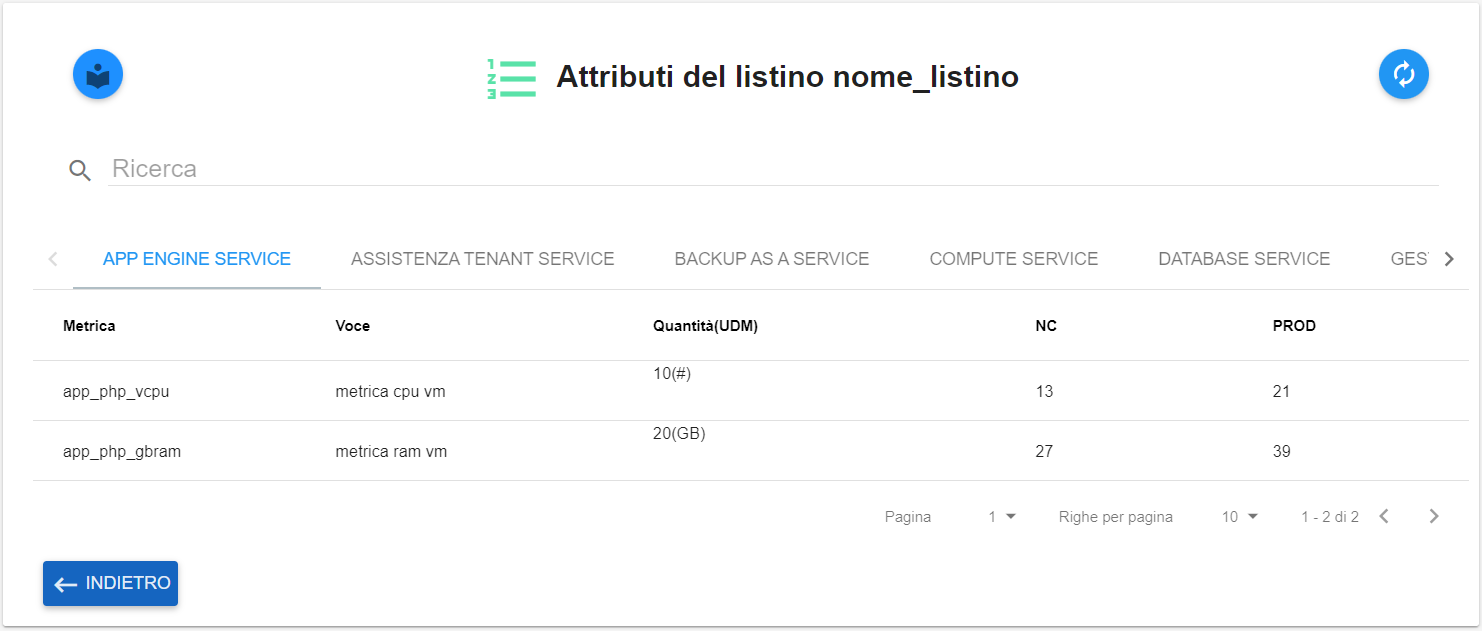 Attributi del listino nome_listino
Ricerca
APP ENGINE SERVICE ASSISTENZA TENANT SERVICE BACKUP AS A SERVICE COMPUTE SERVICE DATABASE SERVICE GES
Metrica Voce Quantità(UDM) NC PROD
app_php_vcpu metrica cpu vm 10(#) 13 21
app_php_gbram metrica ram vm 20(GB) 27 39
Pagina 1 Righe per pagina 10 1 - 2 di 2
INDIETRO